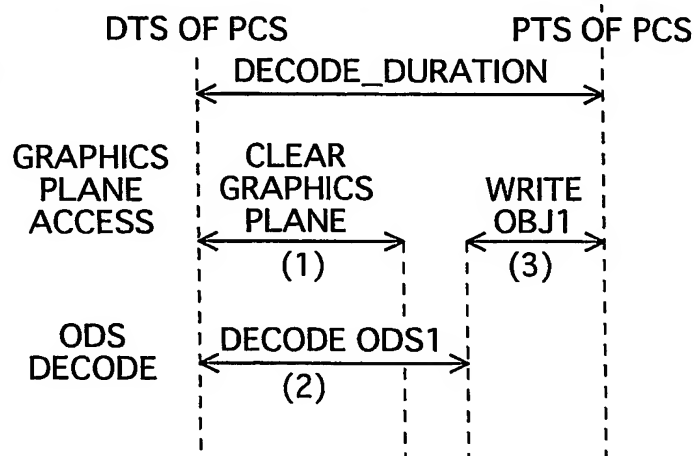 DTS OF PCS
PTS OF PCS
DECODE_DURATION
GRAPHICS
PLANE
ACCESS
CLEAR
GRAPHICS
PLANE
(1)
WRITE
OBJ1
(3)
ODS
DECODE
DECODE ODS1
(2)